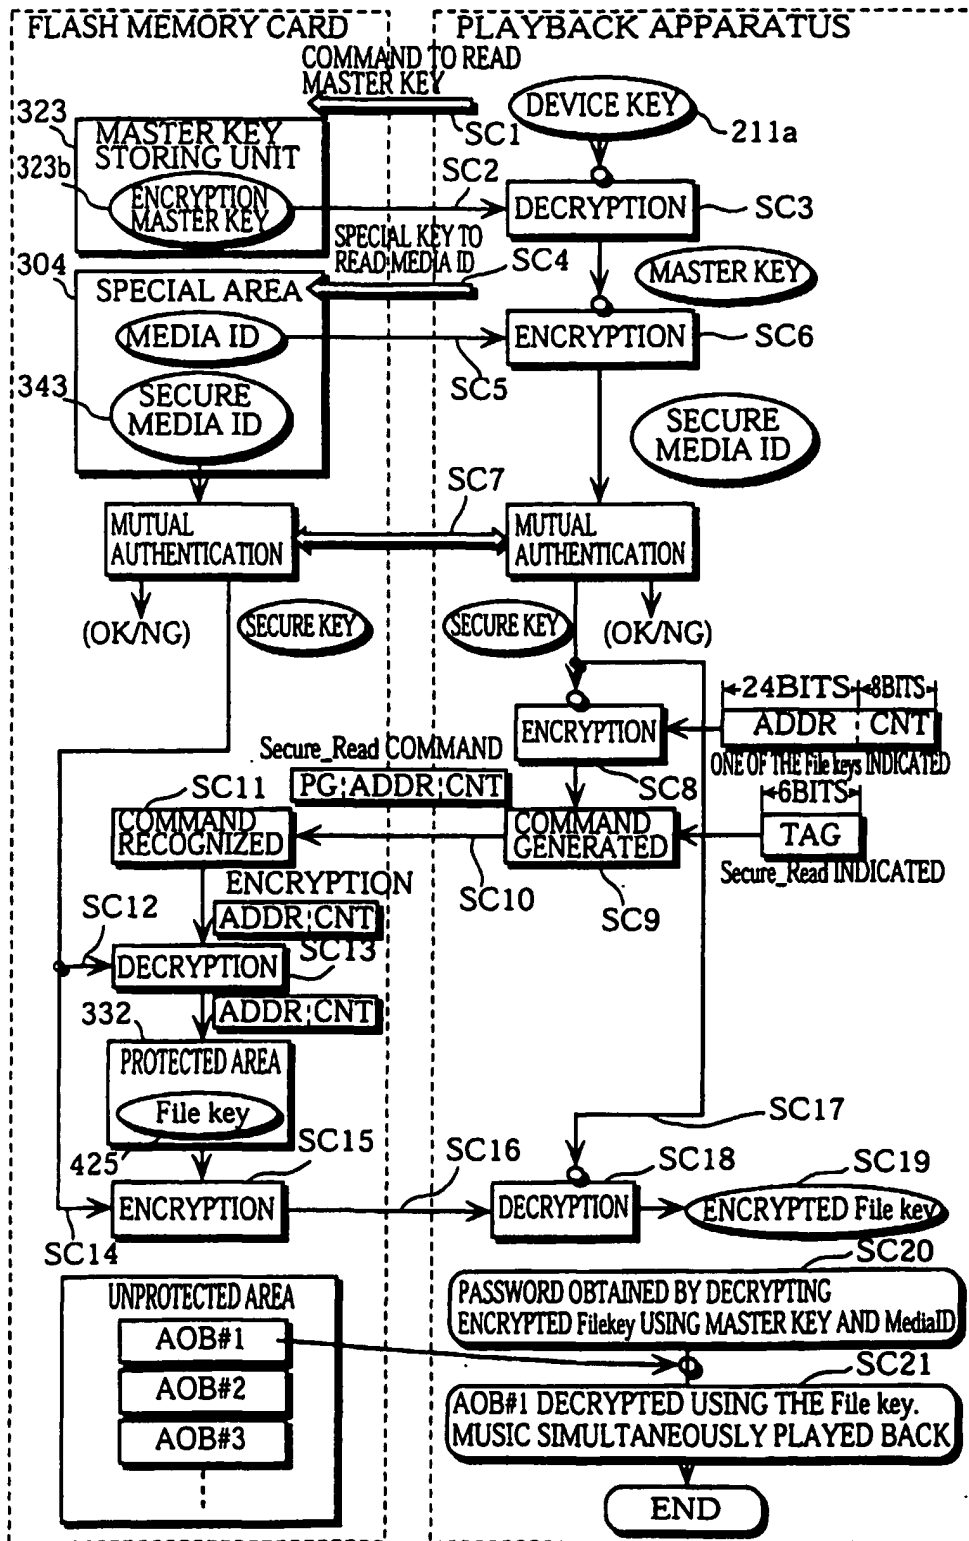 FLASH MEMORY CARD
PLAYBACK APPARATUS
COMMAND TO READ
MASTER KEY
DEVICE KEY
SC1
211a
323
MASTER KEY
STORING UNIT
323b
ENCRYPTION
MASTER KEY
SC2
DECRYPTION
SC3
SPECIAL KEY TO
READ MEDIA ID
SC4
MASTER KEY
304
SPECIAL AREA
MEDIA ID
ENCRYPTION
SC6
SC5
343
SECURE
MEDIA ID
SECURE
MEDIA ID
SC7
MUTUAL
AUTHENTICATION
MUTUAL
AUTHENTICATION
(OK/NG)
SECURE KEY
SECURE KEY
(OK/NG)
24BITS
8BITS
ADDR
CNT
ENCRYPTION
ONE OF THE File keys INDICATED
Secure_Read COMMAND
PG ADDR CNT
SC8
6BITS
SC11
COMMAND
RECOGNIZED
COMMAND
GENERATED
TAG
Secure_Read INDICATED
SC10
SC9
ENCRYPTION
ADDR CNT
SC12
DECRYPTION
SC13
ADDR CNT
332
PROTECTED AREA
File key
425
SC15
SC16
SC17
SC18
SC19
ENCRYPTION
DECRYPTION
ENCRYPTED File key
SC14
SC20
UNPROTECTED AREA
PASSWORD OBTAINED BY DECRYPTING
ENCRYPTED Filekey USING MASTER KEY AND MediaID
AOB#1
SC21
AOB#2
AOB#1 DECRYPTED USING THE File key.
MUSIC SIMULTANEOUSLY PLAYED BACK
AOB#3
END